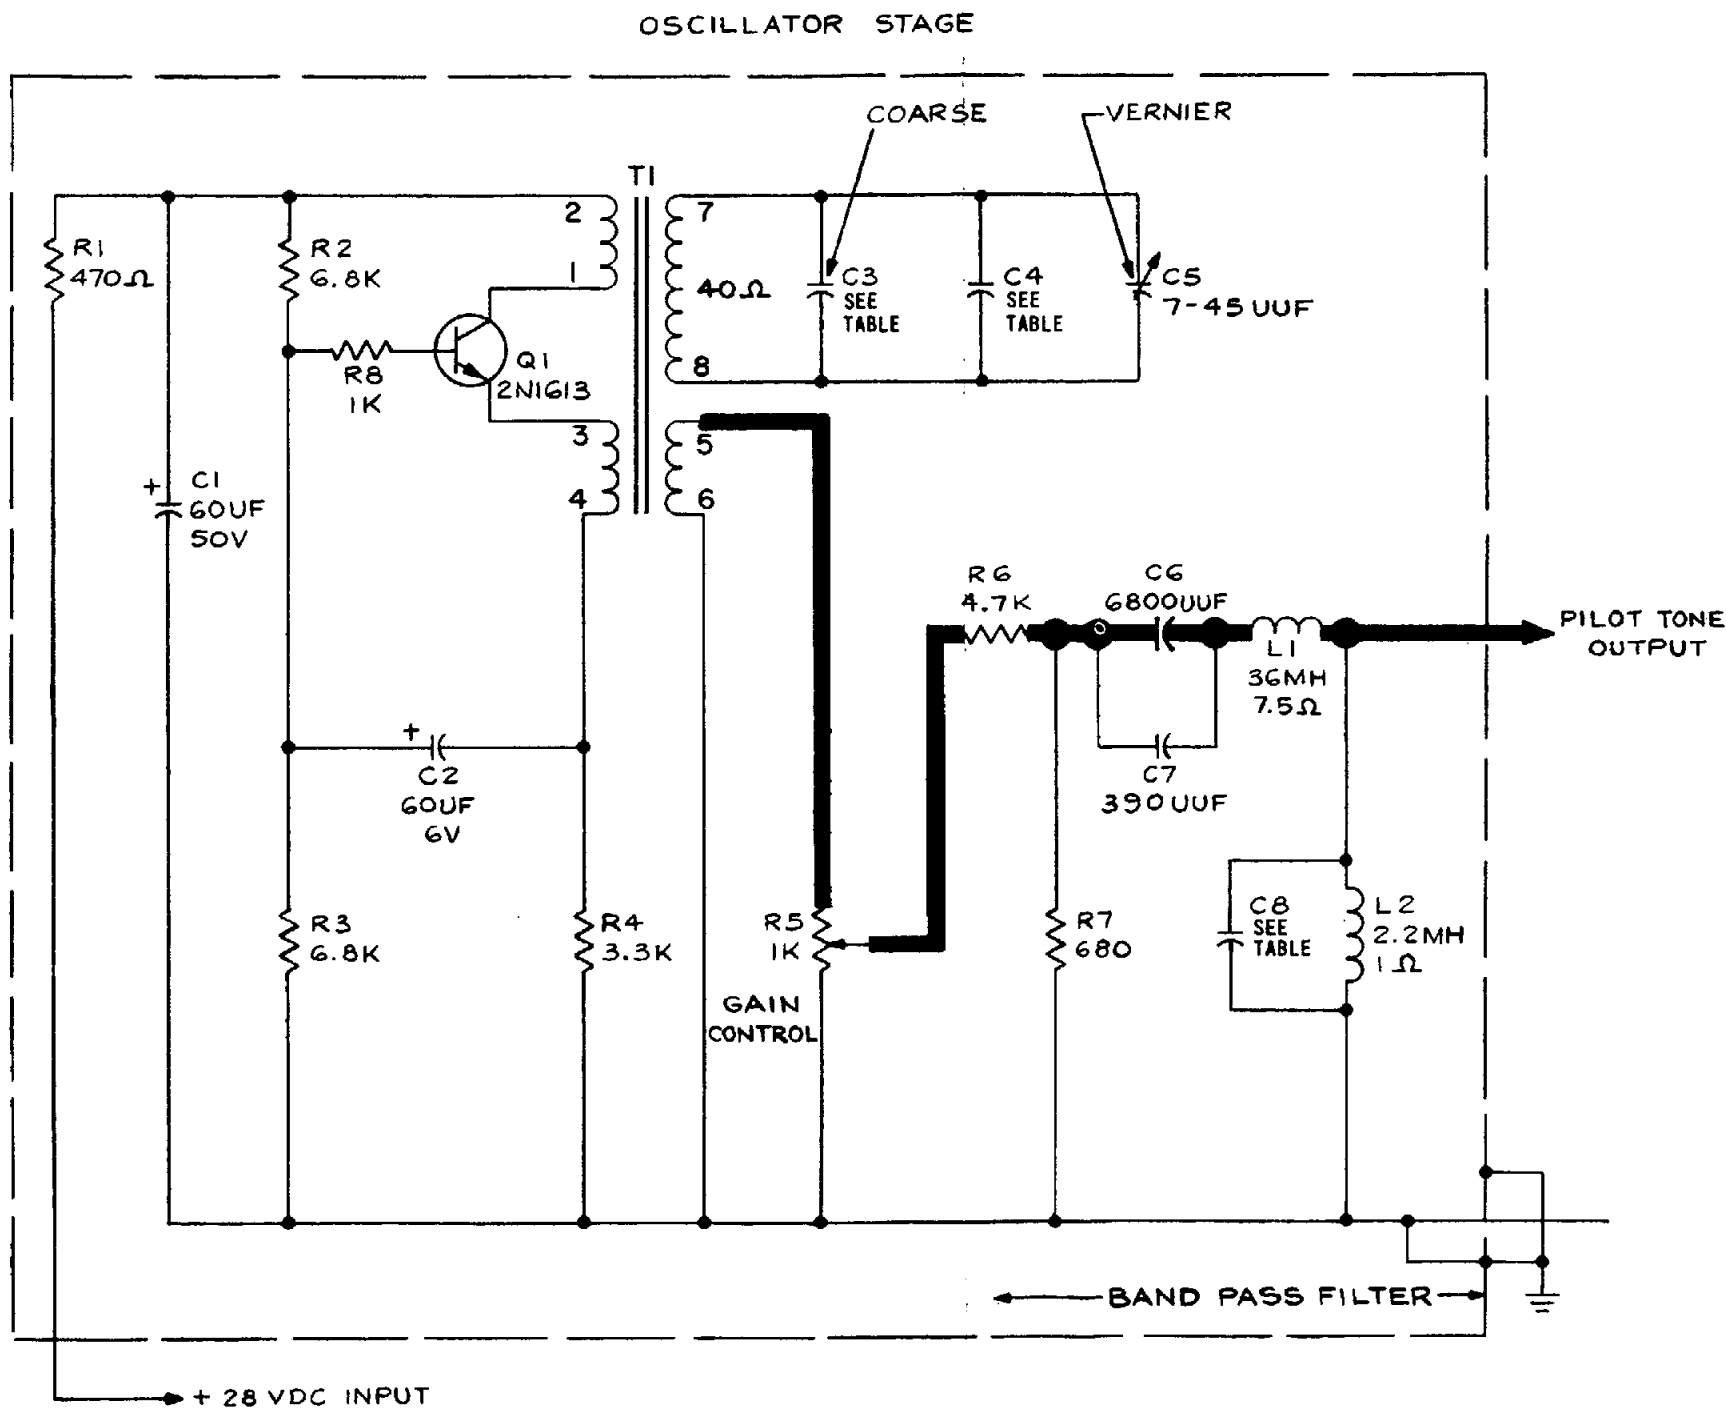 OSCILLATOR STAGE
COARSE
VERNIER
T1
2
7
R1
470Ω
R2
6.8K
1
40Ω
C3
SEE
TABLE
C4
SEE
TABLE
C5
7-45 UUF
R8
1K
Q1
2N1613
8
3
5
4
6
+
C1
60UF
50V
R6
4.7K
C6
6800UUF
PILOT TONE
OUTPUT
L1
36MH
7.5Ω
+
C2
60UF
6V
C7
390UUF
R3
6.8K
R4
3.3K
R5
1K
GAIN
CONTROL
R7
680
C8
SEE
TABLE
L2
2.2MH
1Ω
BAND PASS FILTER
+ 28 VDC INPUT